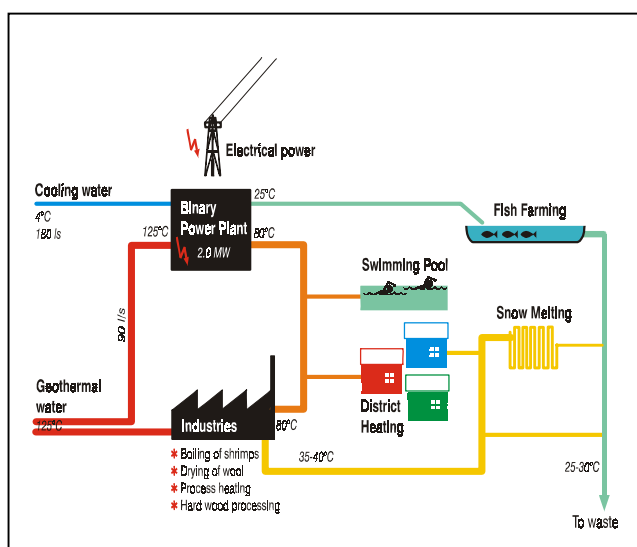 Electrical power
Cooling water
4°C
180 ls
125°C
Binary
Power Plant
2.0 MW
25°C
80°C
Fish Farming
Swimming Pool
Snow Melting
90 l/s
Geothermal
water
125°C
Industries
80°C
District
Heating
* Boiling of shrimps
* Drying of wool
* Process heating
* Hard wood processing
35-40°C
25-30°C
To waste